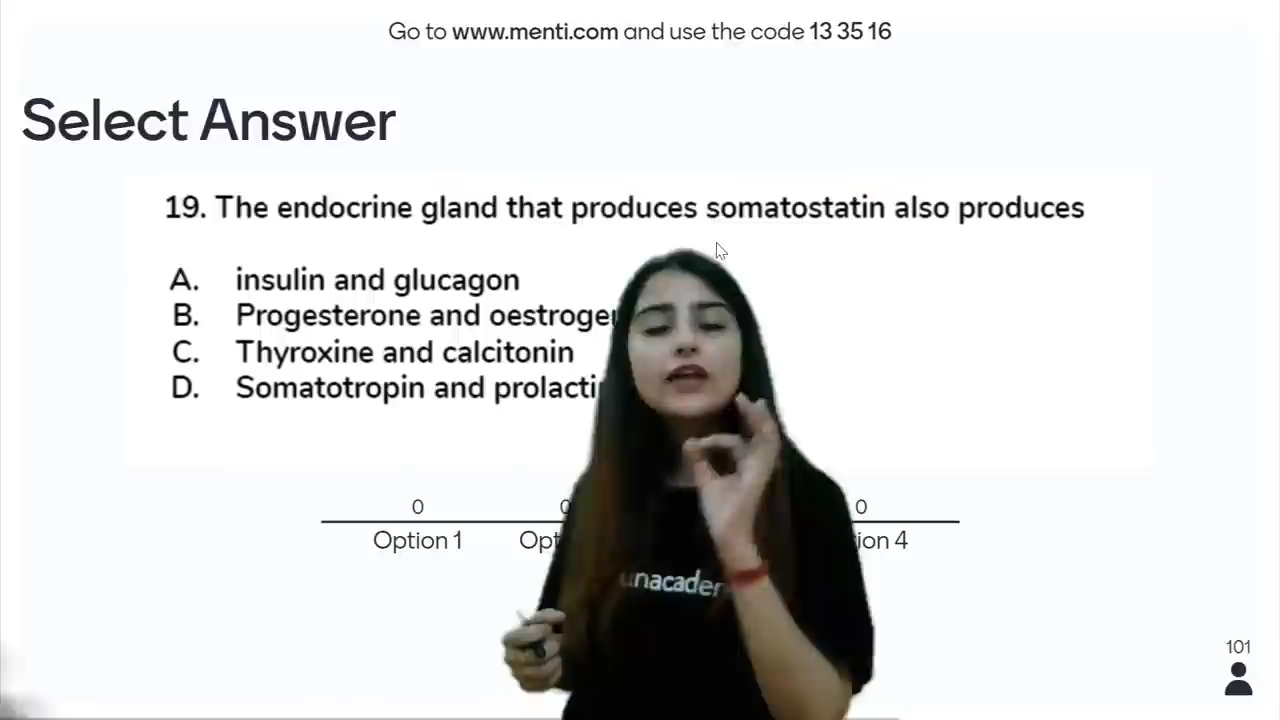 Go to www.menti.com and use the code 13 35 16
Select Answer
19. The endocrine gland that produces somatostatin also produces
A. insulin and glucagon
B. Progesterone and
C. Thyroxine and calcitonin
D. Somatotropin and
0 0
Option 1 4
101